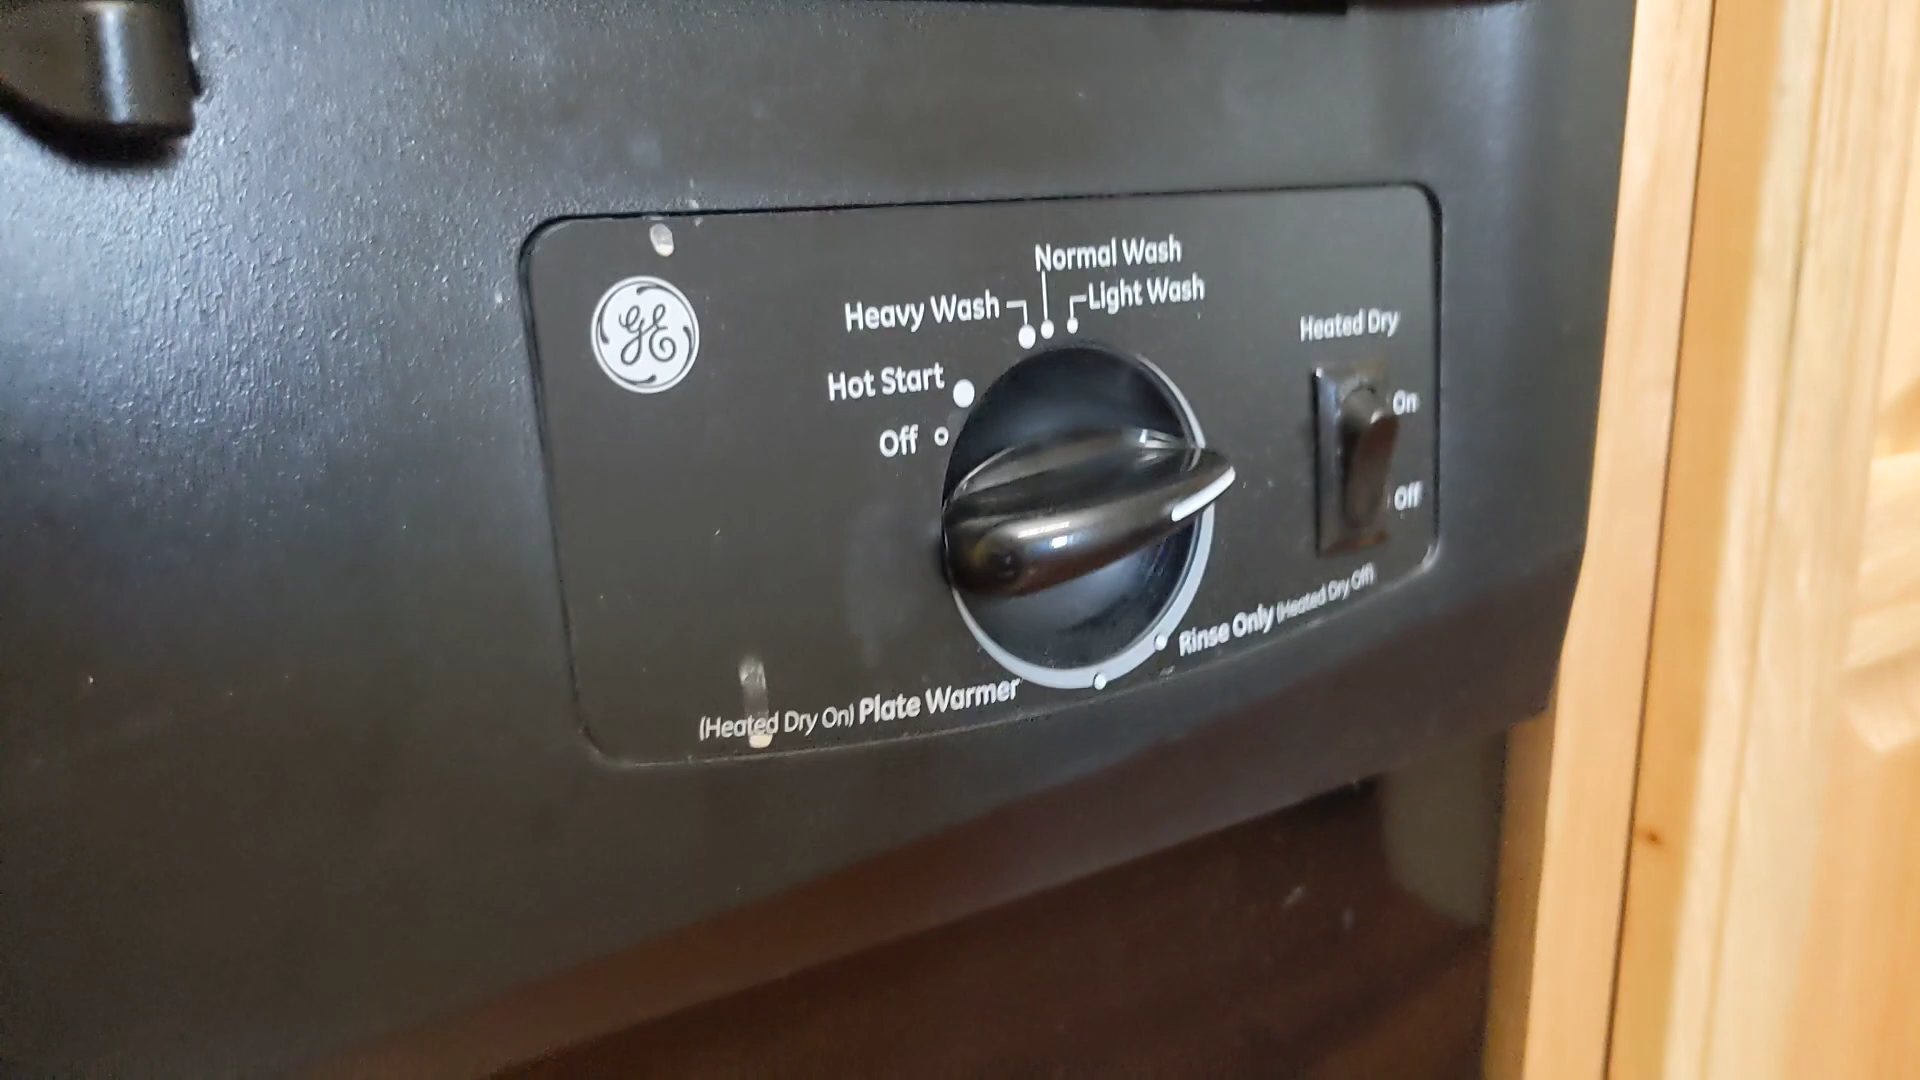 GE
Normal Wash
Light Wash
Heavy Wash
Hot Start
Off
Heated Dry
On
Off
Rinse Only (Heated Dry Off)
(Heated Dry On) Plate Warmer